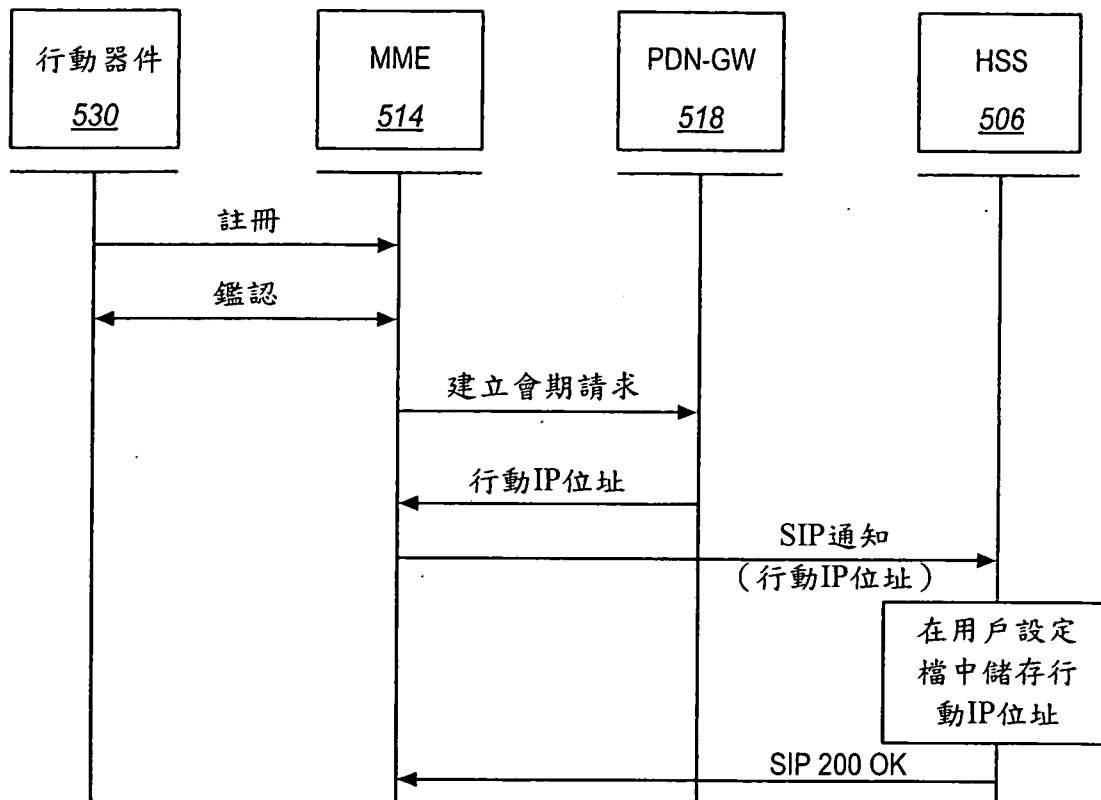 行動器件
530
MME
514
PDN-GW
518
HSS
506
註冊
鑑認
建立會期請求
行動IP位址
SIP通知
（行動IP位址）
在用戶設定
檔中儲存行
動IP位址
SIP 200 OK